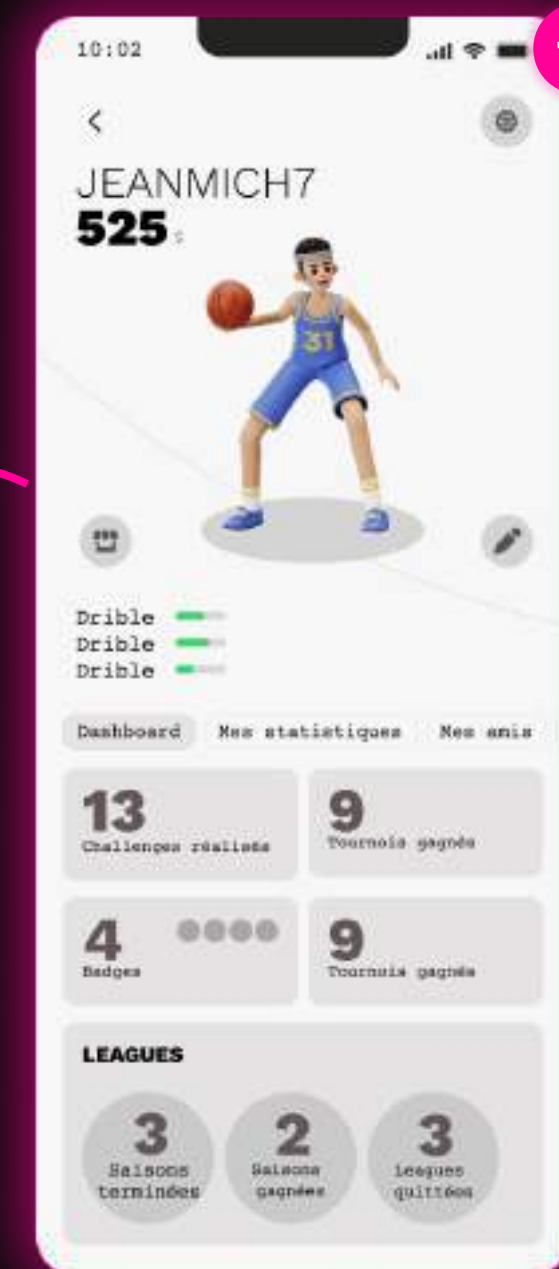 10:02
JEANMICH7
525
31
Drible
Drible
Drible
Dashboard Mes statistiques Mes amis
13
Challenges réalisés
9
Tournois gagnés
4
Badges
9
Tournois gagnés
LEAGUES
3
Saisons
terminées
2
Saisons
gagnées
3
Leagues
quittées